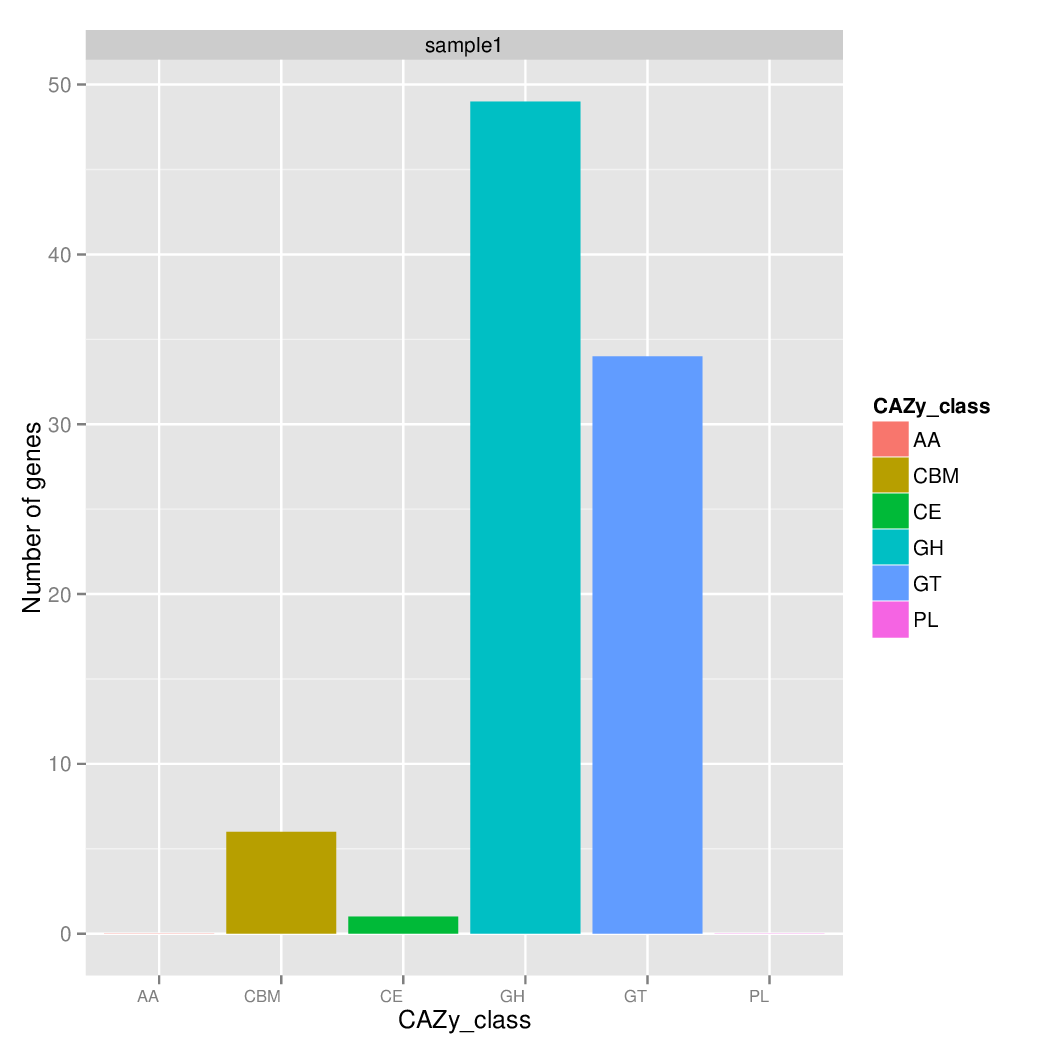 sample1
50
40
30
20
10
0
Number of genes
AA
CBM
CE
GH
GT
PL
CAZy_class
CAZy_class
AA
CBM
CE
GH
GT
PL